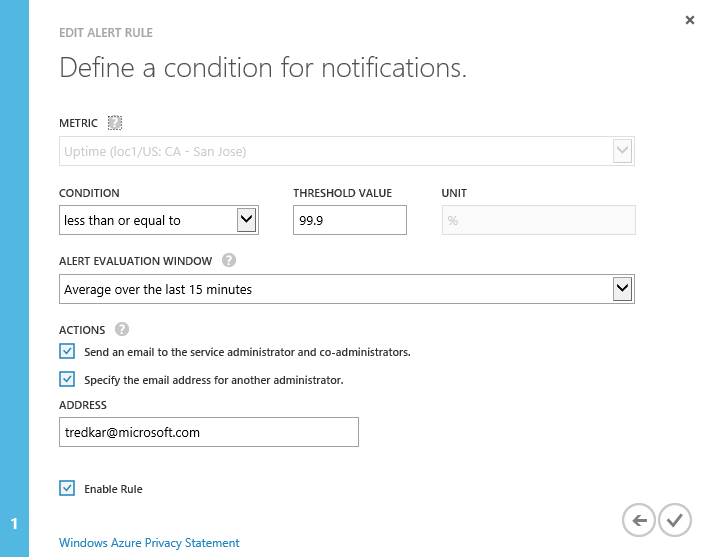 EDIT ALERT RULE
Define a condition for notifications.
METRIC ?
Uptime (loc1/US: CA - San Jose)
CONDITION THRESHOLD VALUE UNIT
less than or equal to 99.9 %
ALERT EVALUATION WINDOW ?
Average over the last 15 minutes
ACTIONS ?
Send an email to the service administrator and co-administrators.
Specify the email address for another administrator.
ADDRESS
tredkar@microsoft.com
Enable Rule
1
Windows Azure Privacy Statement